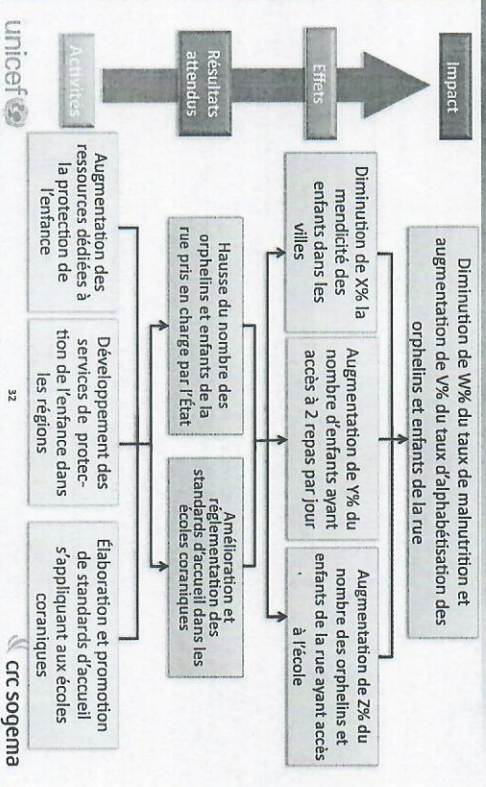 Impact
Diminution de W% du taux de malnutrition et
augmentation de V% du taux d'alphabétisation des
orphelins et enfants de la rue
Effets
Diminution de X% la
mendicité des
enfants dans les
villes
Augmentation de Y% du
nombre d'enfants ayant
accès à 2 repas par jour
Augmentation de Z% du
nombre des orphelins et
enfants de la rue ayant accès
à l'école
Résultats
attendus
Hausse du nombre des
orphelins et enfants de la
rue pris en charge par l'État
Amélioration et
réglementation des
standards d'accueil dans les
écoles coraniques
Activités
Augmentation des
ressources dédiées à
la protection de
l'enfance
Développement des
services de protec-
tion de l'enfance dans
les régions
Élaboration et promotion
de standards d'accueil
s'appliquant aux écoles
coraniques
unicef
32
crc sogema